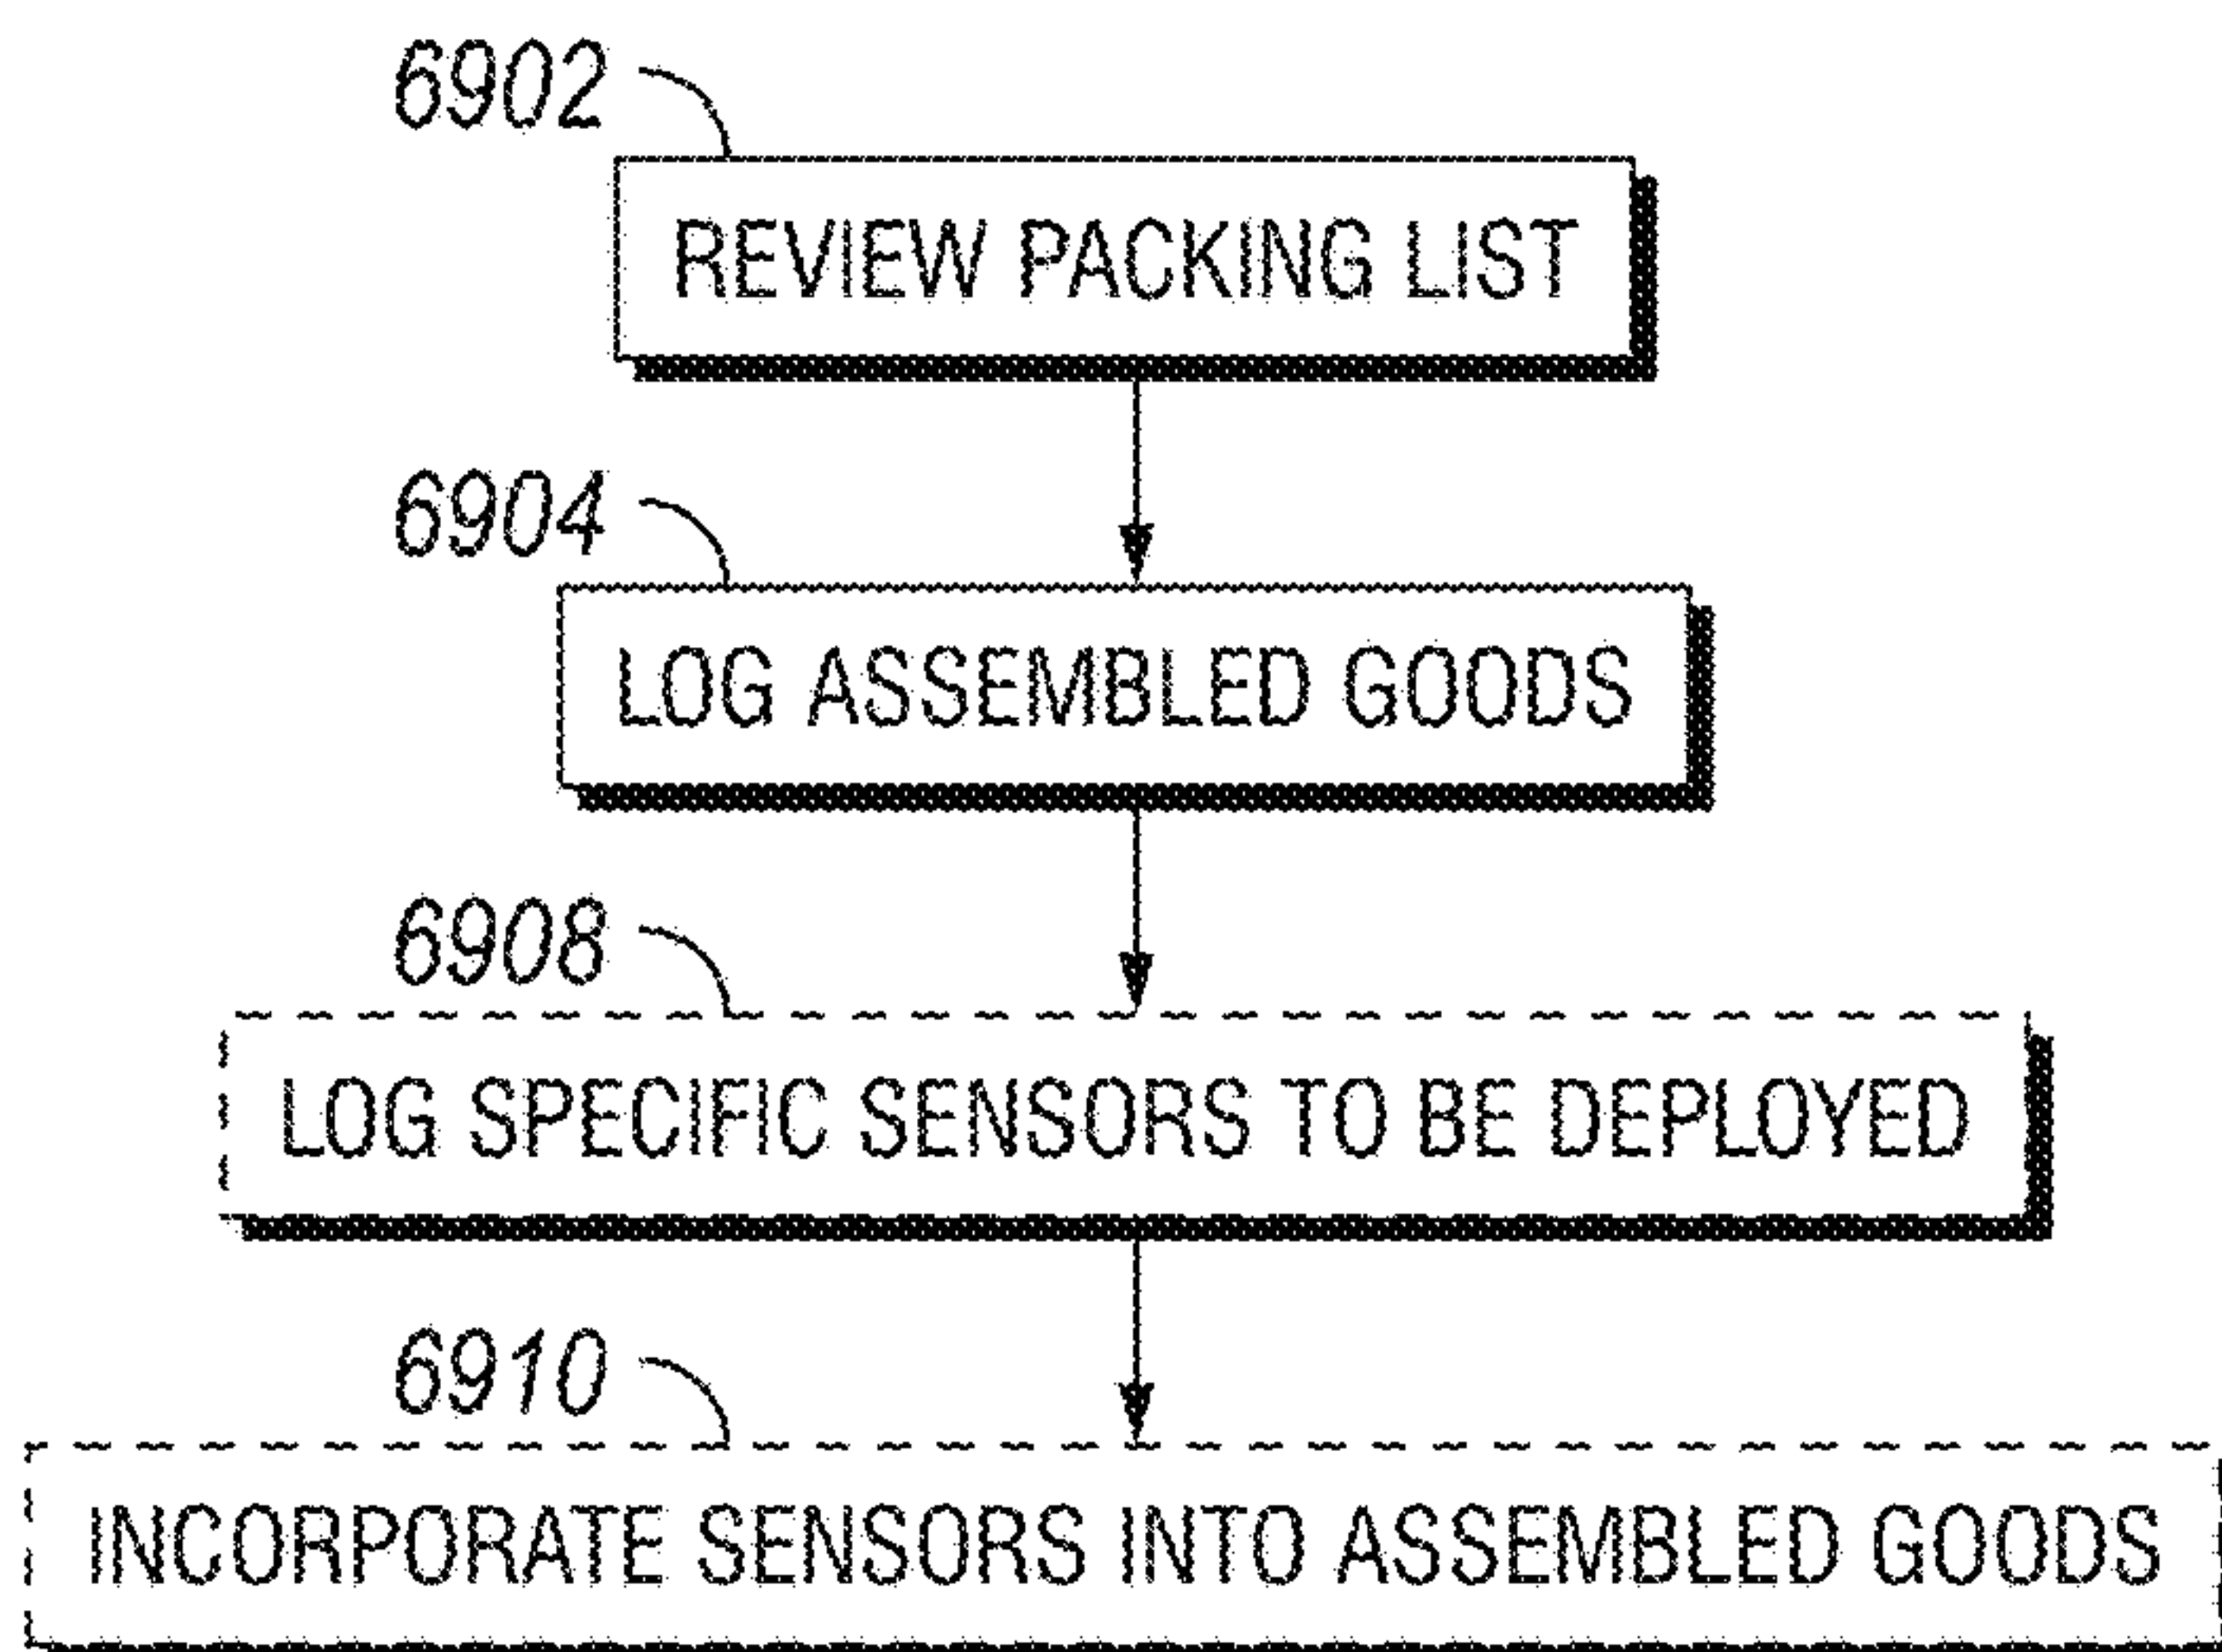 6902
REVIEW PACKING LIST
6904
LOG ASSEMBLED GOODS
6908
LOG SPECIFIC SENSORS TO BE DEPLOYED
6910
INCORPORATE SENSORS INTO ASSEMBLED GOODS